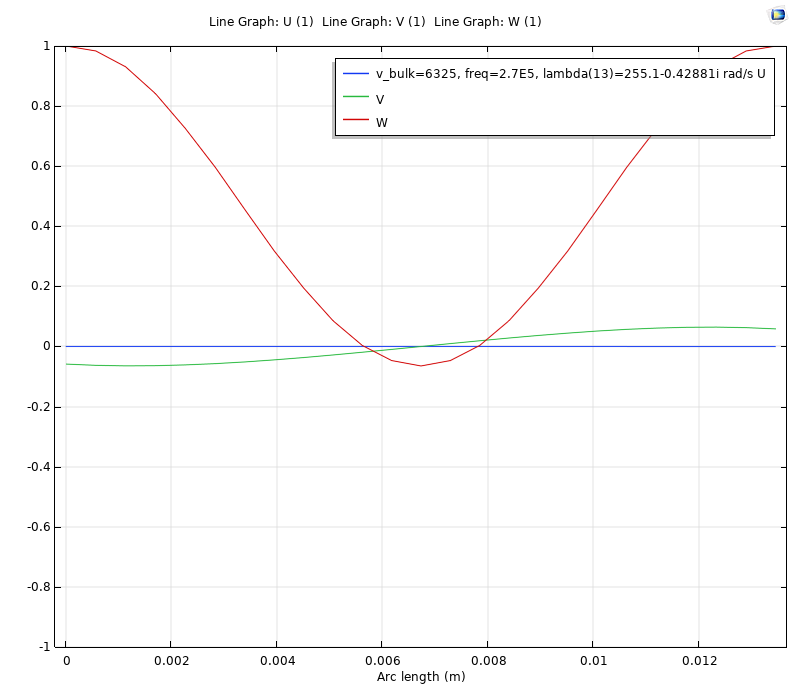 Line Graph: U (1) Line Graph: V (1) Line Graph: W (1)
1
0.8
0.6
0.4
0.2
0
-0.2
-0.4
-0.6
-0.8
-1
v_bulk=6325, freq=2.7E5, lambda(13)=255.1-0.42881i rad/s U
V
W
0 0.002 0.004 0.006 0.008 0.01 0.012
Arc length (m)